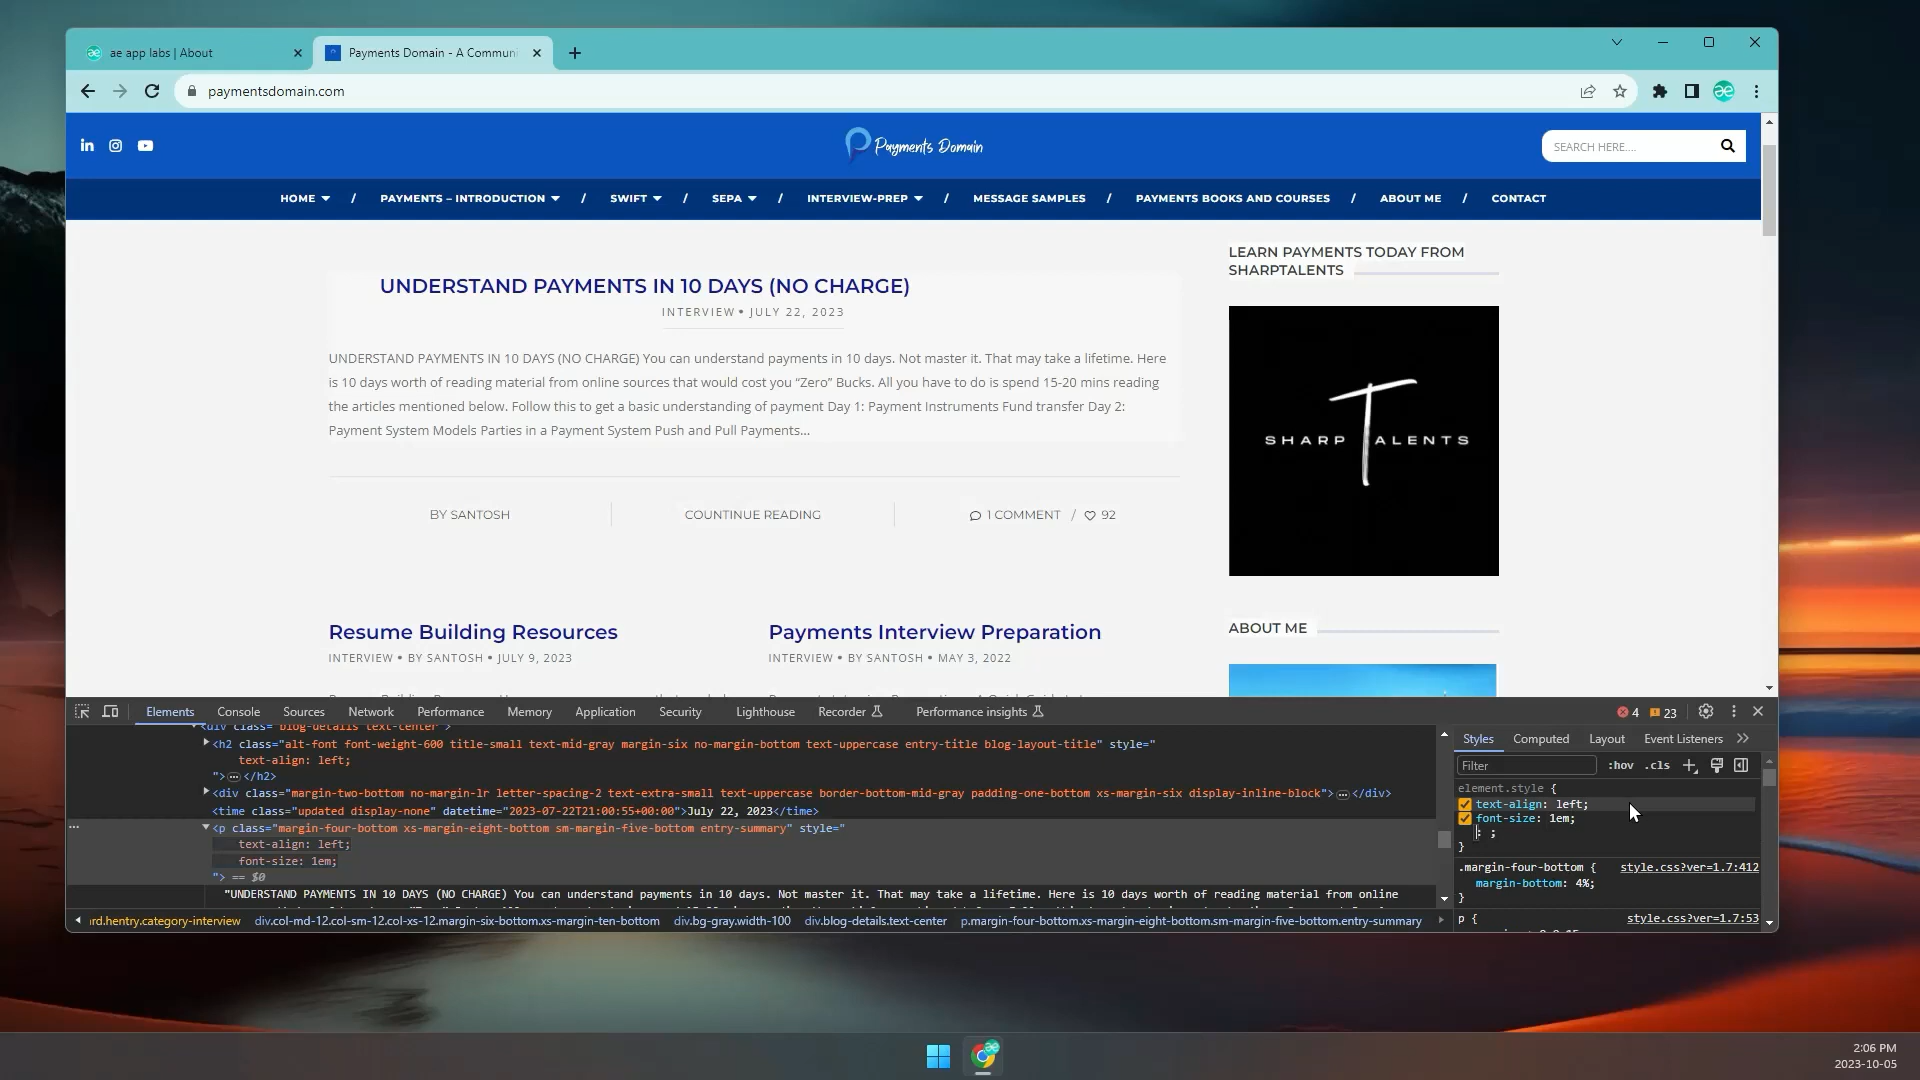 ae app labs | About
Payments Domain - A Commun
paymentsdomain.com
Payments Domain
SEARCH HERE....
HOME / PAYMENTS – INTRODUCTION / SWIFT / SEPA / INTERVIEW-PREP / MESSAGE SAMPLES / PAYMENTS BOOKS AND COURSES / ABOUT ME / CONTACT
UNDERSTAND PAYMENTS IN 10 DAYS (NO CHARGE)
INTERVIEW • JULY 22, 2023
UNDERSTAND PAYMENTS IN 10 DAYS (NO CHARGE) You can understand payments in 10 days. Not master it. That may take a lifetime. Here
is 10 days worth of reading material from online sources that would cost you “Zero” Bucks. All you have to do is spend 15-20 mins reading
the articles mentioned below. Follow this to get a basic understanding of payment Day 1: Payment Instruments Fund transfer Day 2:
Payment System Models Parties in a Payment System Push and Pull Payments...
BY SANTOSH
COUNTINUE READING
1 COMMENT / 92
Resume Building Resources
INTERVIEW • BY SANTOSH • JULY 9, 2023
Payments Interview Preparation
INTERVIEW • BY SANTOSH • MAY 3, 2022
LEARN PAYMENTS TODAY FROM
SHARPTALENTS
SHARP TALENTS
ABOUT ME
Elements Console Sources Network Performance Memory Application Security Lighthouse Recorder Performance insights
4 23
<div class="blog-details text-center">
<h2 class="alt-font font-weight-600 title-small text-mid-gray margin-six no-margin-bottom text-uppercase entry-title blog-layout-title" style="
text-align: left;
">…</h2>
<div class="margin-two-bottom no-margin-lr letter-spacing-2 text-extra-small text-uppercase border-bottom-mid-gray padding-one-bottom xs-margin-six display-inline-block">…</div>
<time class="updated display-none" datetime="2023-07-22T21:00:55+00:00">July 22, 2023</time>
<p class="margin-four-bottom xs-margin-eight-bottom sm-margin-five-bottom entry-summary" style="
text-align: left;
font-size: 1em;
"> == $0
"UNDERSTAND PAYMENTS IN 10 DAYS (NO CHARGE) You can understand payments in 10 days. Not master it. That may take a lifetime. Here is 10 days worth of reading material from online
rd.hentry.category-interview div.col-md-12.col-sm-12.col-xs-12.margin-six-bottom.xs-margin-ten-bottom div.bg-gray.width-100 div.blog-details.text-center p.margin-four-bottom.xs-margin-eight-bottom.sm-margin-five-bottom.entry-summary
Styles Computed Layout Event Listeners
Filter :hov .cls
element.style {
text-align: left;
font-size: 1em;
: ;
}
.margin-four-bottom { style.css?ver=1.7:412
margin-bottom: 4%;
}
p { style.css?ver=1.7:53
2:06 PM
2023-10-05